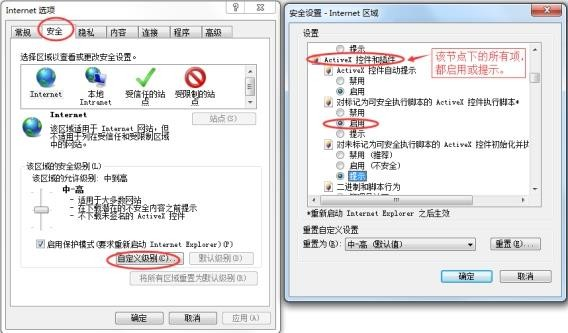 Internet 选项
常规 安全 隐私 内容 连接 程序 高级
选择区域以查看或更改安全设置。
Internet
本地 Intranet
受信任的站点
受限制的站点
Internet
站点(S)
该区域适用于 Internet 网站，但不适用于列在受信任和受限制区域中的网站。
该区域的安全级别(L)
该区域的允许级别: 中到高
中-高
- 适用于大多数网站
- 在下载潜在的不安全内容之前提示
- 不下载未签名的 ActiveX 控件
启用保护模式(要求重新启动 Internet Explorer)(P)
自定义级别(C)...
默认级别(D)
将所有区域重置为默认级别(R)
确定 取消 应用(A)
安全设置 - Internet 区域
设置
提示
ActiveX 控件和插件
ActiveX 控件自动提示
禁用
启用
对标记为可安全执行脚本的 ActiveX 控件执行脚本*
禁用
启用
提示
对未标记为可安全执行脚本的 ActiveX 控件初始化并执
禁用(推荐)
启用(不安全)
提示
二进制和脚本行为
该节点下的所有项，
都启用或提示。
*重新启动 Internet Explorer 之后生效
重置自定义设置
重置为(R):
中-高 (默认值)
重置(E)...
确定 取消